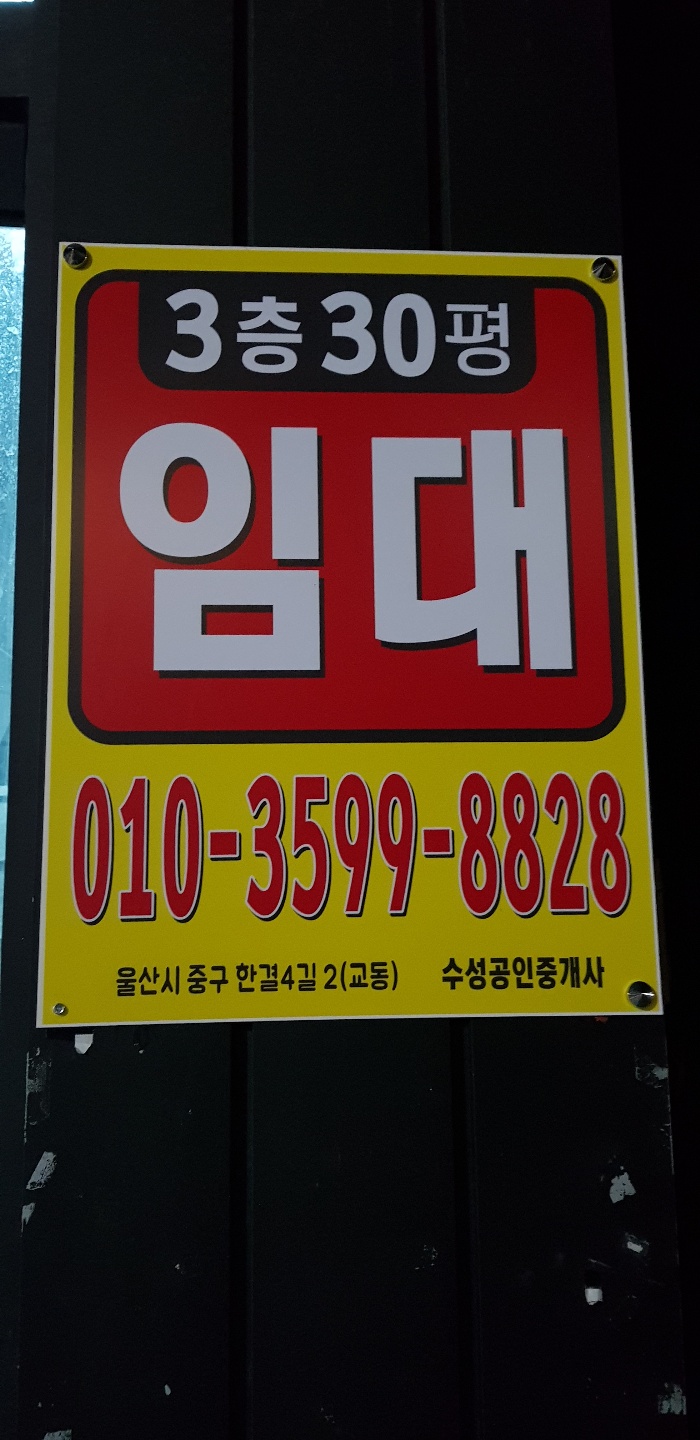 3층 30평
임대
010-3599-8828
울산시 중구 한결4길 2(교동) 수성공인중개사